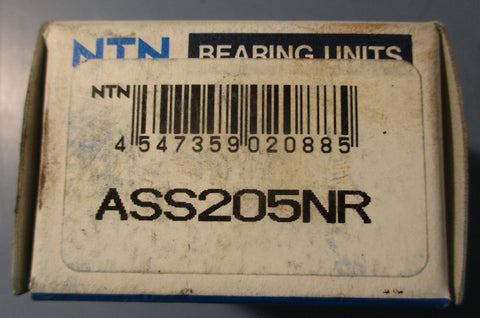 NTN BEARING UNITS
NTN
4 547359 020885
ASS205NR